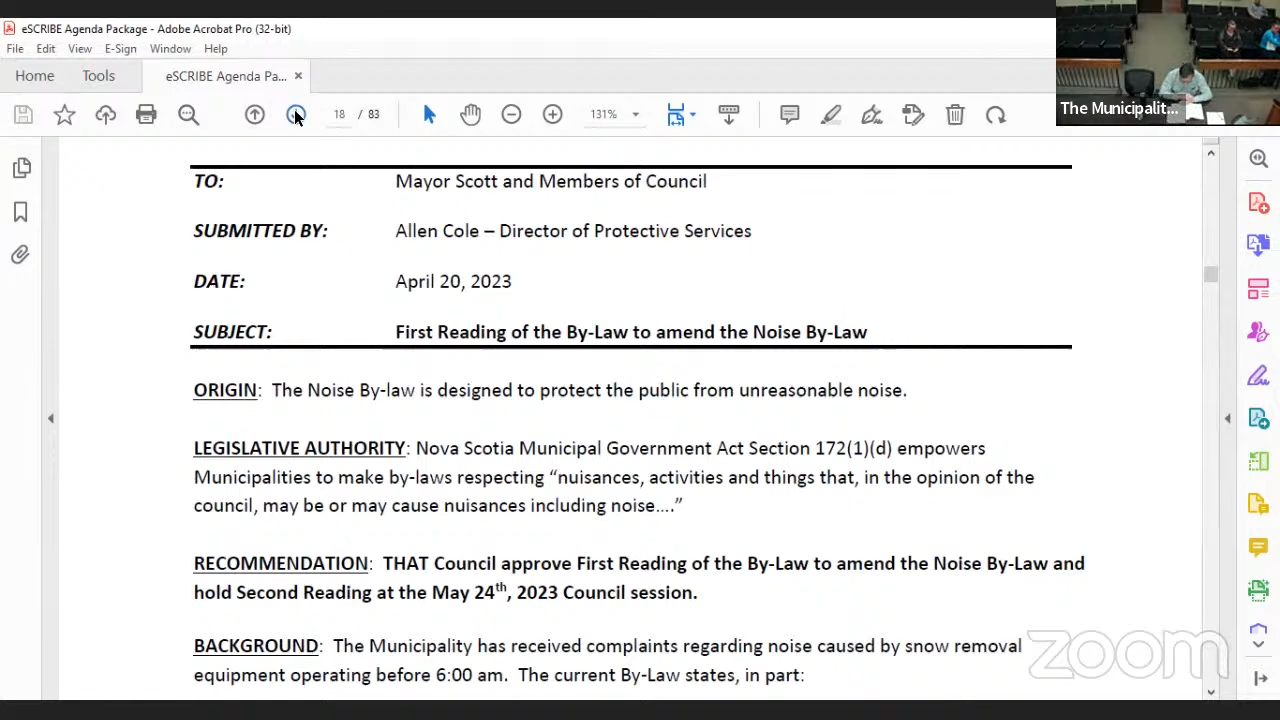 eSCRIBE Agenda Package - Adobe Acrobat Pro (32-bit)
File Edit View E-Sign Window Help
Home Tools eSCRIBE Agenda Pa... ×
18 / 83 131%
The Municipalit...
TO: Mayor Scott and Members of Council
SUBMITTED BY: Allen Cole – Director of Protective Services
DATE: April 20, 2023
SUBJECT: First Reading of the By-Law to amend the Noise By-Law
ORIGIN: The Noise By-law is designed to protect the public from unreasonable noise.
LEGISLATIVE AUTHORITY: Nova Scotia Municipal Government Act Section 172(1)(d) empowers
Municipalities to make by-laws respecting “nuisances, activities and things that, in the opinion of the
council, may be or may cause nuisances including noise….”
RECOMMENDATION: THAT Council approve First Reading of the By-Law to amend the Noise By-Law and
hold Second Reading at the May 24th, 2023 Council session.
BACKGROUND: The Municipality has received complaints regarding noise caused by snow removal
equipment operating before 6:00 am. The current By-Law states, in part:
zoom